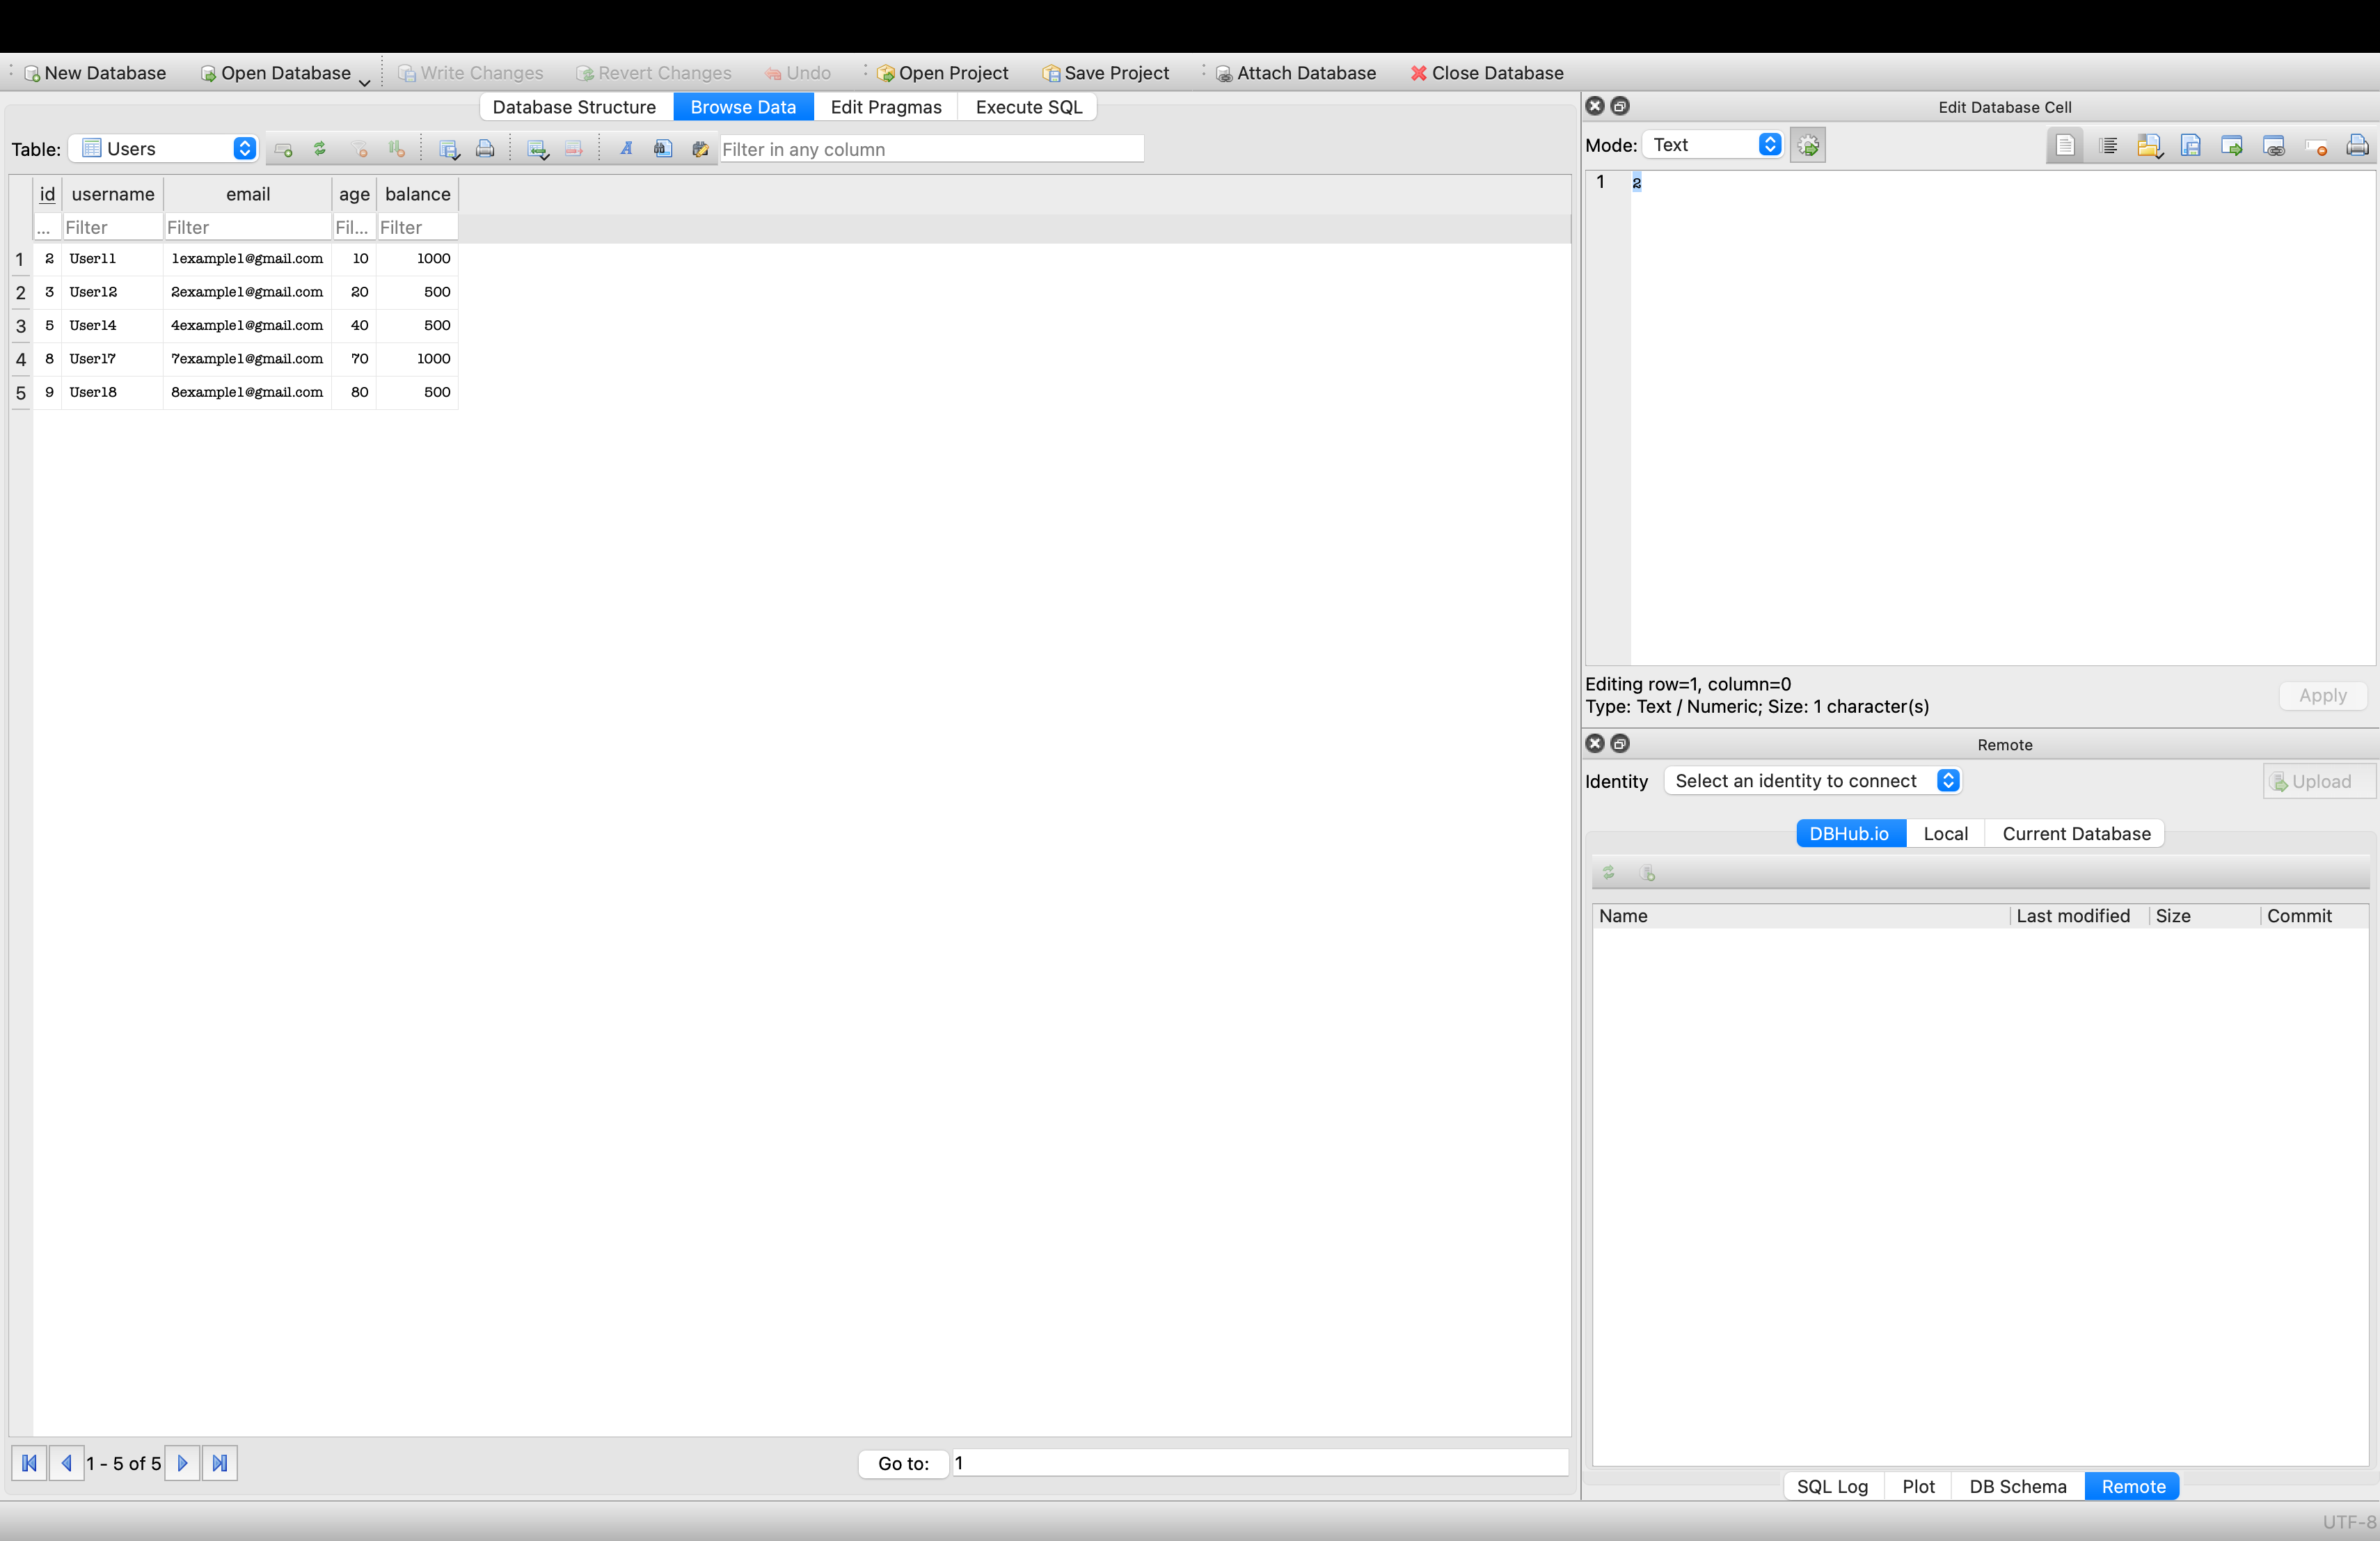 New Database Open Database Write Changes Revert Changes Undo Open Project Save Project Attach Database Close Database
Database Structure Browse Data Edit Pragmas Execute SQL
Table: Users Filter in any column
id username email age balance
... Filter Filter Fil... Filter
1 2 User11 1example1@gmail.com 10 1000
2 3 User12 2example1@gmail.com 20 500
3 5 User14 4example1@gmail.com 40 500
4 8 User17 7example1@gmail.com 70 1000
5 9 User18 8example1@gmail.com 80 500
1 - 5 of 5 Go to: 1
Edit Database Cell
Mode: Text
1 2
Editing row=1, column=0
Type: Text / Numeric; Size: 1 character(s)
Apply
Remote
Identity Select an identity to connect Upload
DBHub.io Local Current Database
Name Last modified Size Commit
SQL Log Plot DB Schema Remote
UTF-8